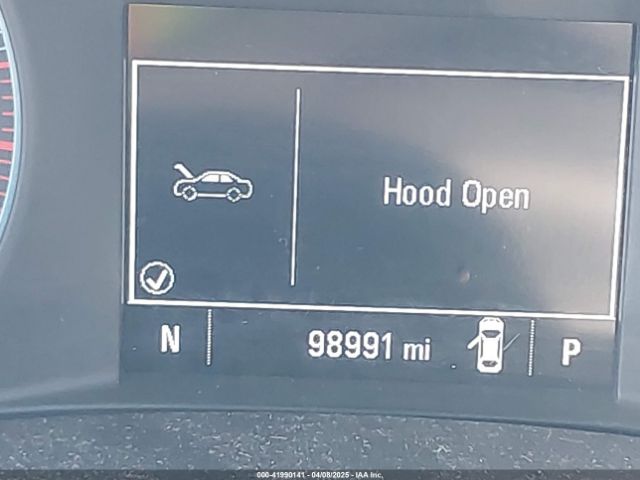 Hood Open
N 98991 mi P
000-41990141 - 04/08/2025 - IAA Inc.